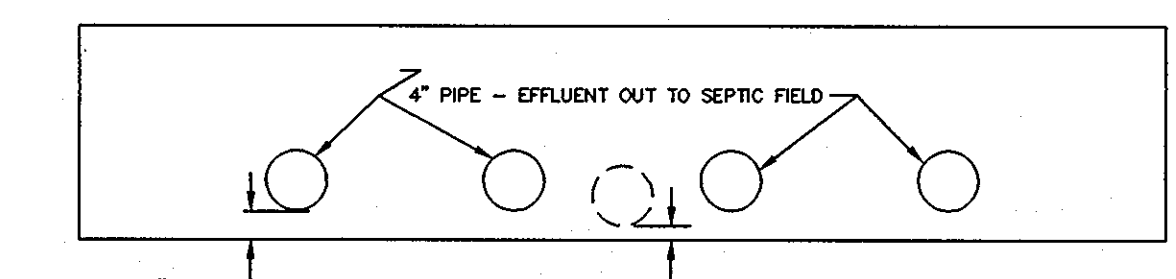 4" PIPE – EFFLUENT OUT TO SEPTIC FIELD